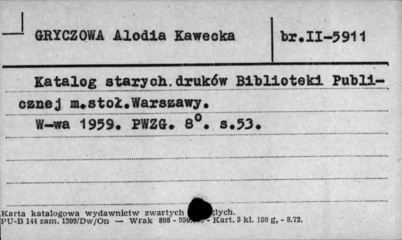 GRYCZOWA Alodia Kawecka
br.II-5911
Katalog starych druków Biblioteki Publi-
cznej m.stoł.Warszawy.
W-wa 1959. PWZG. 8°. s.53.
Karta katalogowa wydawnictw zwartych
PU-B 144 zam. 1209/Dw/On — Wrak 898 - Kart. 5 kl. 180 g, - 8.72.